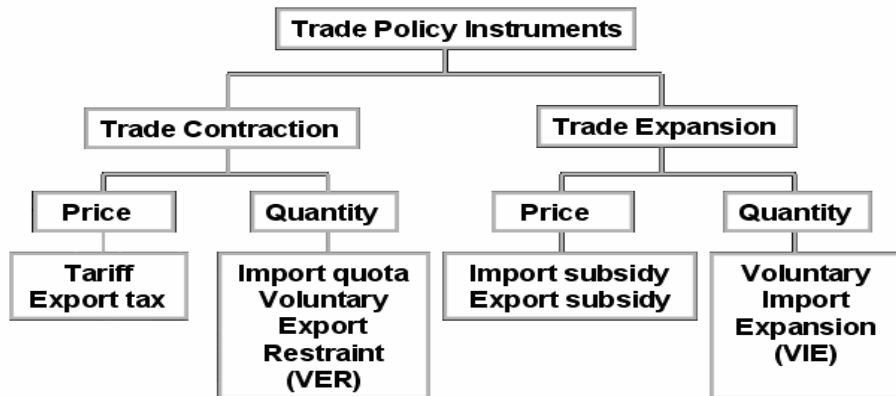 Trade Policy Instruments
Trade Contraction
Trade Expansion
Price
Quantity
Price
Quantity
Tariff
Export tax
Import quota
Voluntary
Export
Restraint
(VER)
Import subsidy
Export subsidy
Voluntary
Import
Expansion
(VIE)